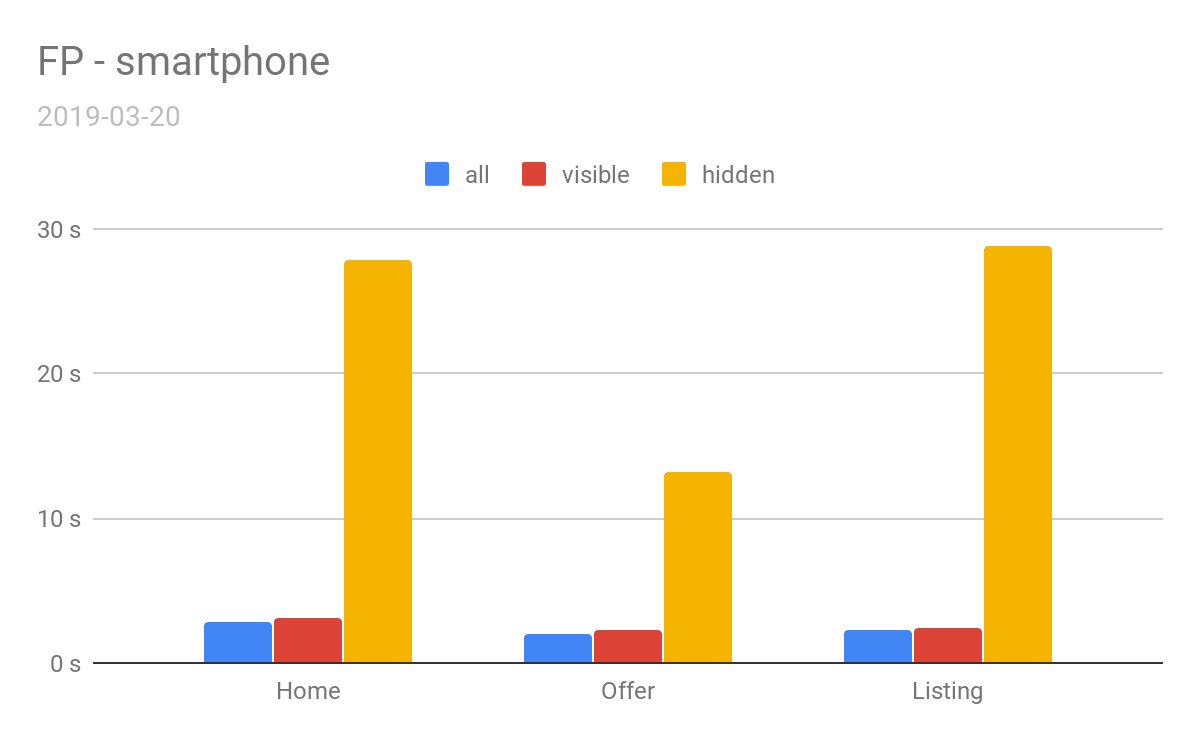 FP - smartphone
2019-03-20
all visible hidden
30 s
20 s
10 s
0 s
Home Offer Listing